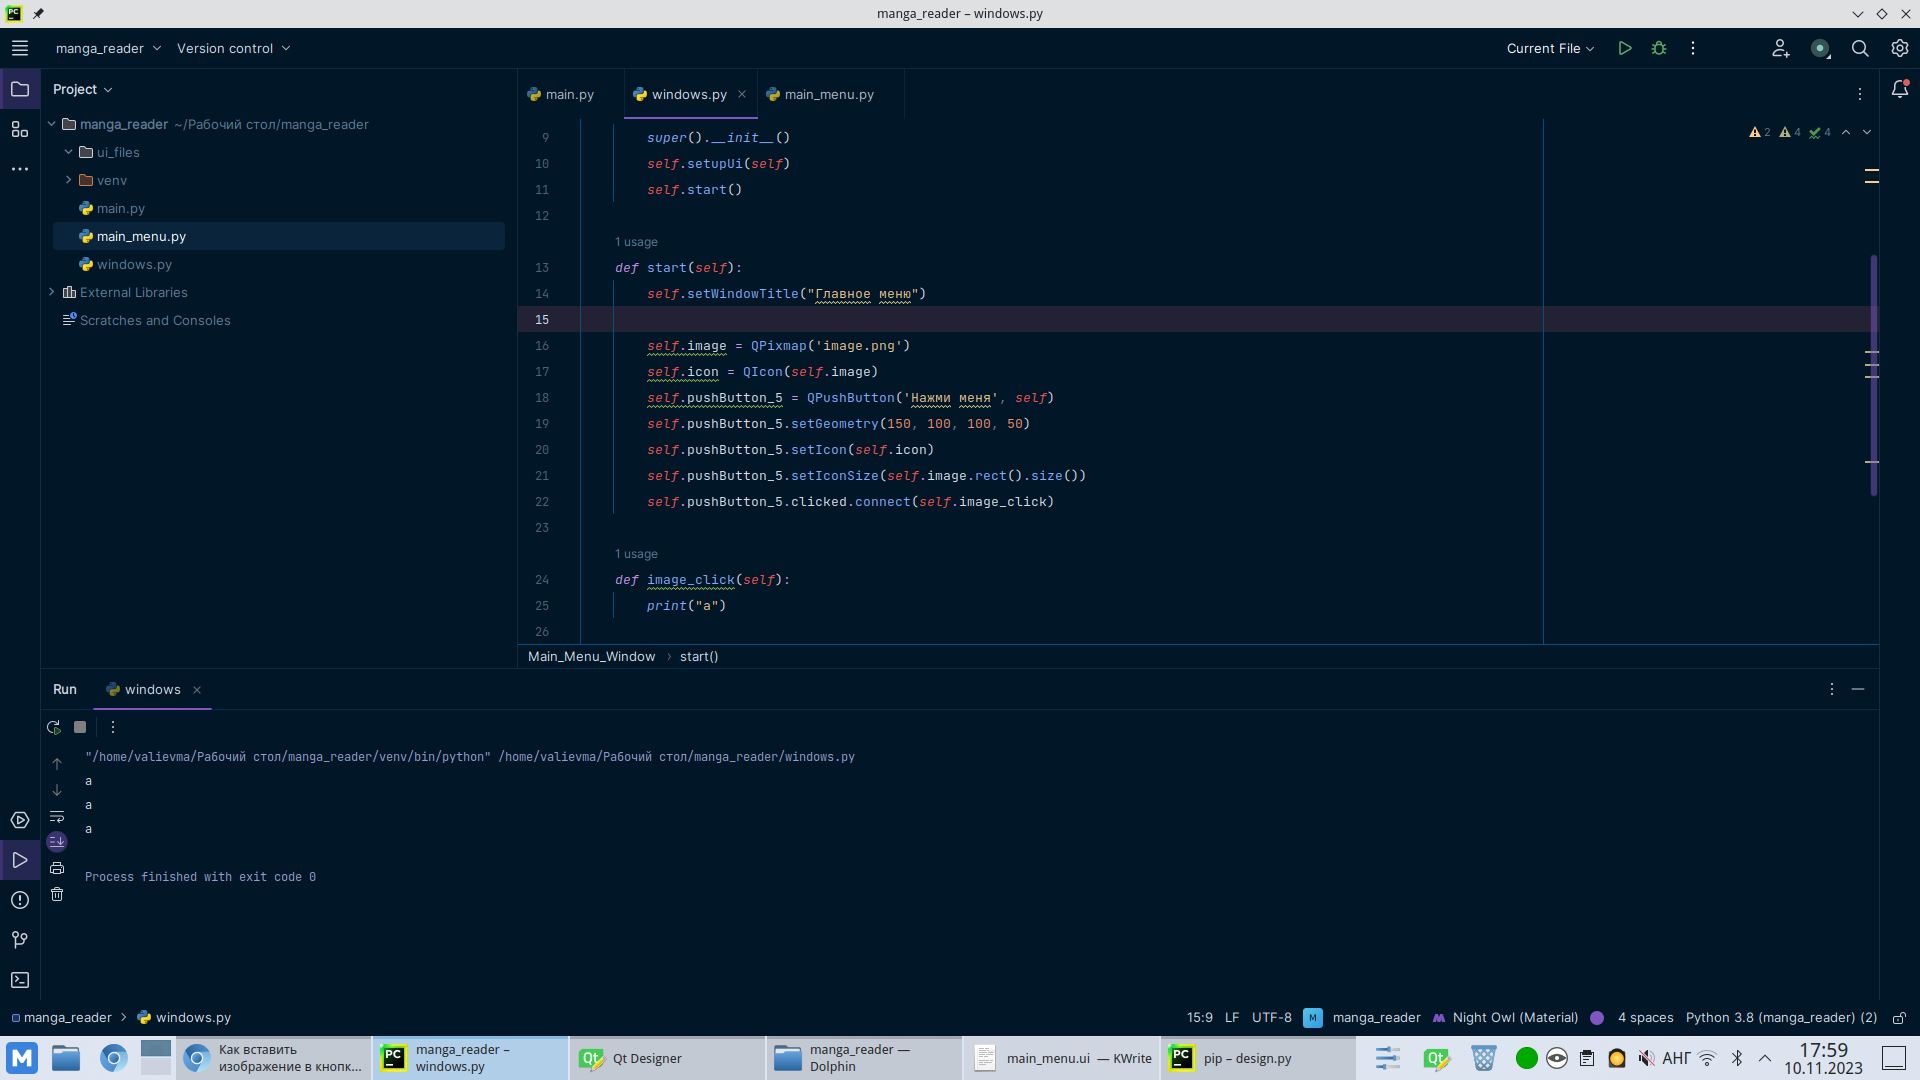 manga_reader – windows.py
manga_reader
Version control
Current File
Project
main.py
windows.py
main_menu.py
manga_reader ~/Рабочий стол/manga_reader
ui_files
venv
main.py
main_menu.py
windows.py
External Libraries
Scratches and Consoles
2 4 4
9 super().__init__()
10 self.setupUi(self)
11 self.start()
12
1 usage
13 def start(self):
14 self.setWindowTitle("Главное меню")
15
16 self.image = QPixmap('image.png')
17 self.icon = QIcon(self.image)
18 self.pushButton_5 = QPushButton('Нажми меня', self)
19 self.pushButton_5.setGeometry(150, 100, 100, 50)
20 self.pushButton_5.setIcon(self.icon)
21 self.pushButton_5.setIconSize(self.image.rect().size())
22 self.pushButton_5.clicked.connect(self.image_click)
23
1 usage
24 def image_click(self):
25 print("a")
26
Main_Menu_Window › start()
Run
windows
"/home/valievma/Рабочий стол/manga_reader/venv/bin/python" /home/valievma/Рабочий стол/manga_reader/windows.py
a
a
a
Process finished with exit code 0
manga_reader > windows.py
15:9 LF UTF-8 M manga_reader Night Owl (Material) 4 spaces Python 3.8 (manga_reader) (2)
Как вставить
изображение в кнопк...
manga_reader –
windows.py
Qt Designer
manga_reader —
Dolphin
main_menu.ui — KWrite
pip – design.py
АНГ
17:59
10.11.2023